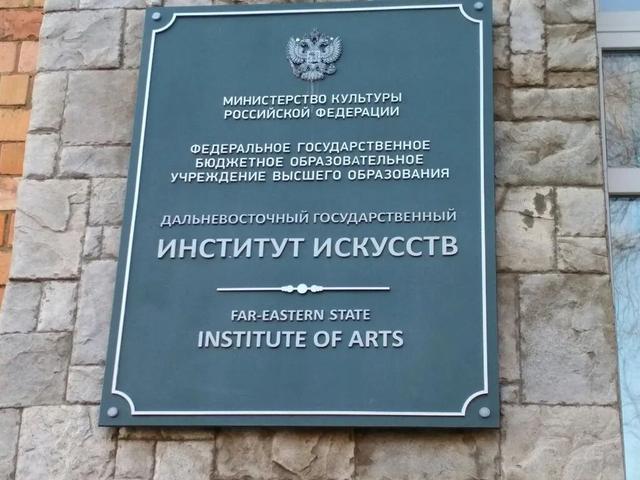 МИНИСТЕРСТВО КУЛЬТУРЫ
РОССИЙСКОЙ ФЕДЕРАЦИИ
ФЕДЕРАЛЬНОЕ ГОСУДАРСТВЕННОЕ
БЮДЖЕТНОЕ ОБРАЗОВАТЕЛЬНОЕ
УЧРЕЖДЕНИЕ ВЫСШЕГО ОБРАЗОВАНИЯ
ДАЛЬНЕВОСТОЧНЫЙ ГОСУДАРСТВЕННЫЙ
ИНСТИТУТ ИСКУССТВ
FAR-EASTERN STATE
INSTITUTE OF ARTS